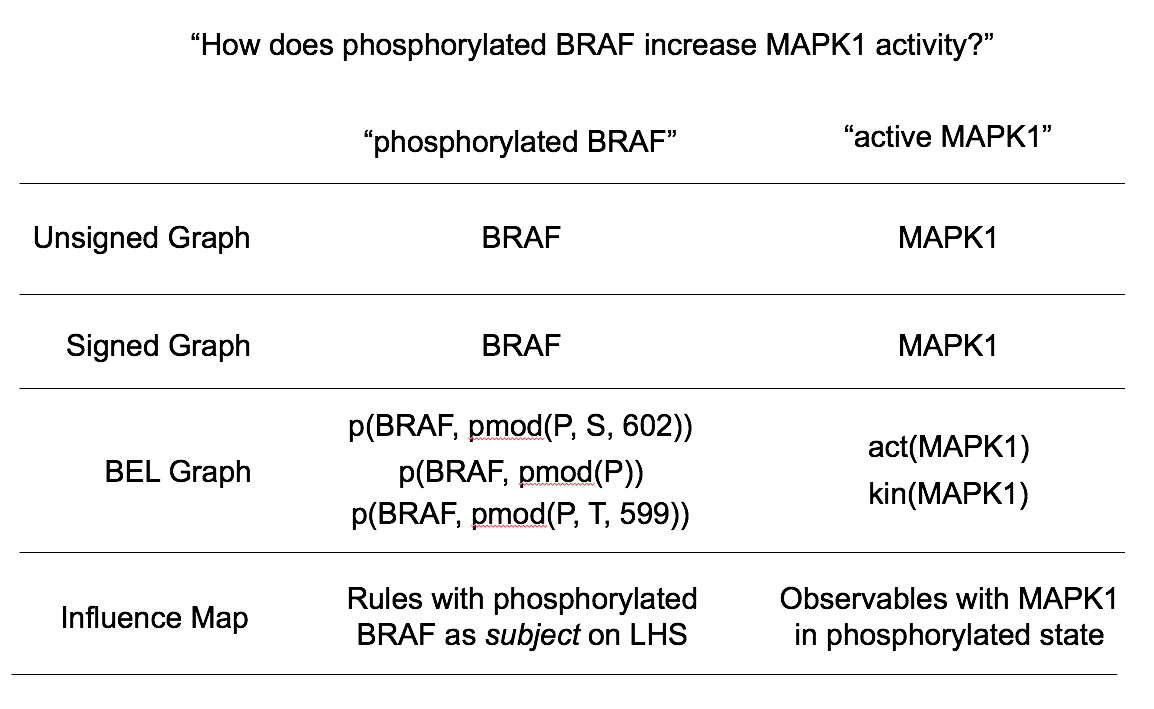 “How does phosphorylated BRAF increase MAPK1 activity?”
“phosphorylated BRAF”
“active MAPK1”
Unsigned Graph
BRAF
MAPK1
Signed Graph
BRAF
MAPK1
BEL Graph
p(BRAF, pmod(P, S, 602))
p(BRAF, pmod(P))
p(BRAF, pmod(P, T, 599))
act(MAPK1)
kin(MAPK1)
Influence Map
Rules with phosphorylated
BRAF as subject on LHS
Observables with MAPK1
in phosphorylated state